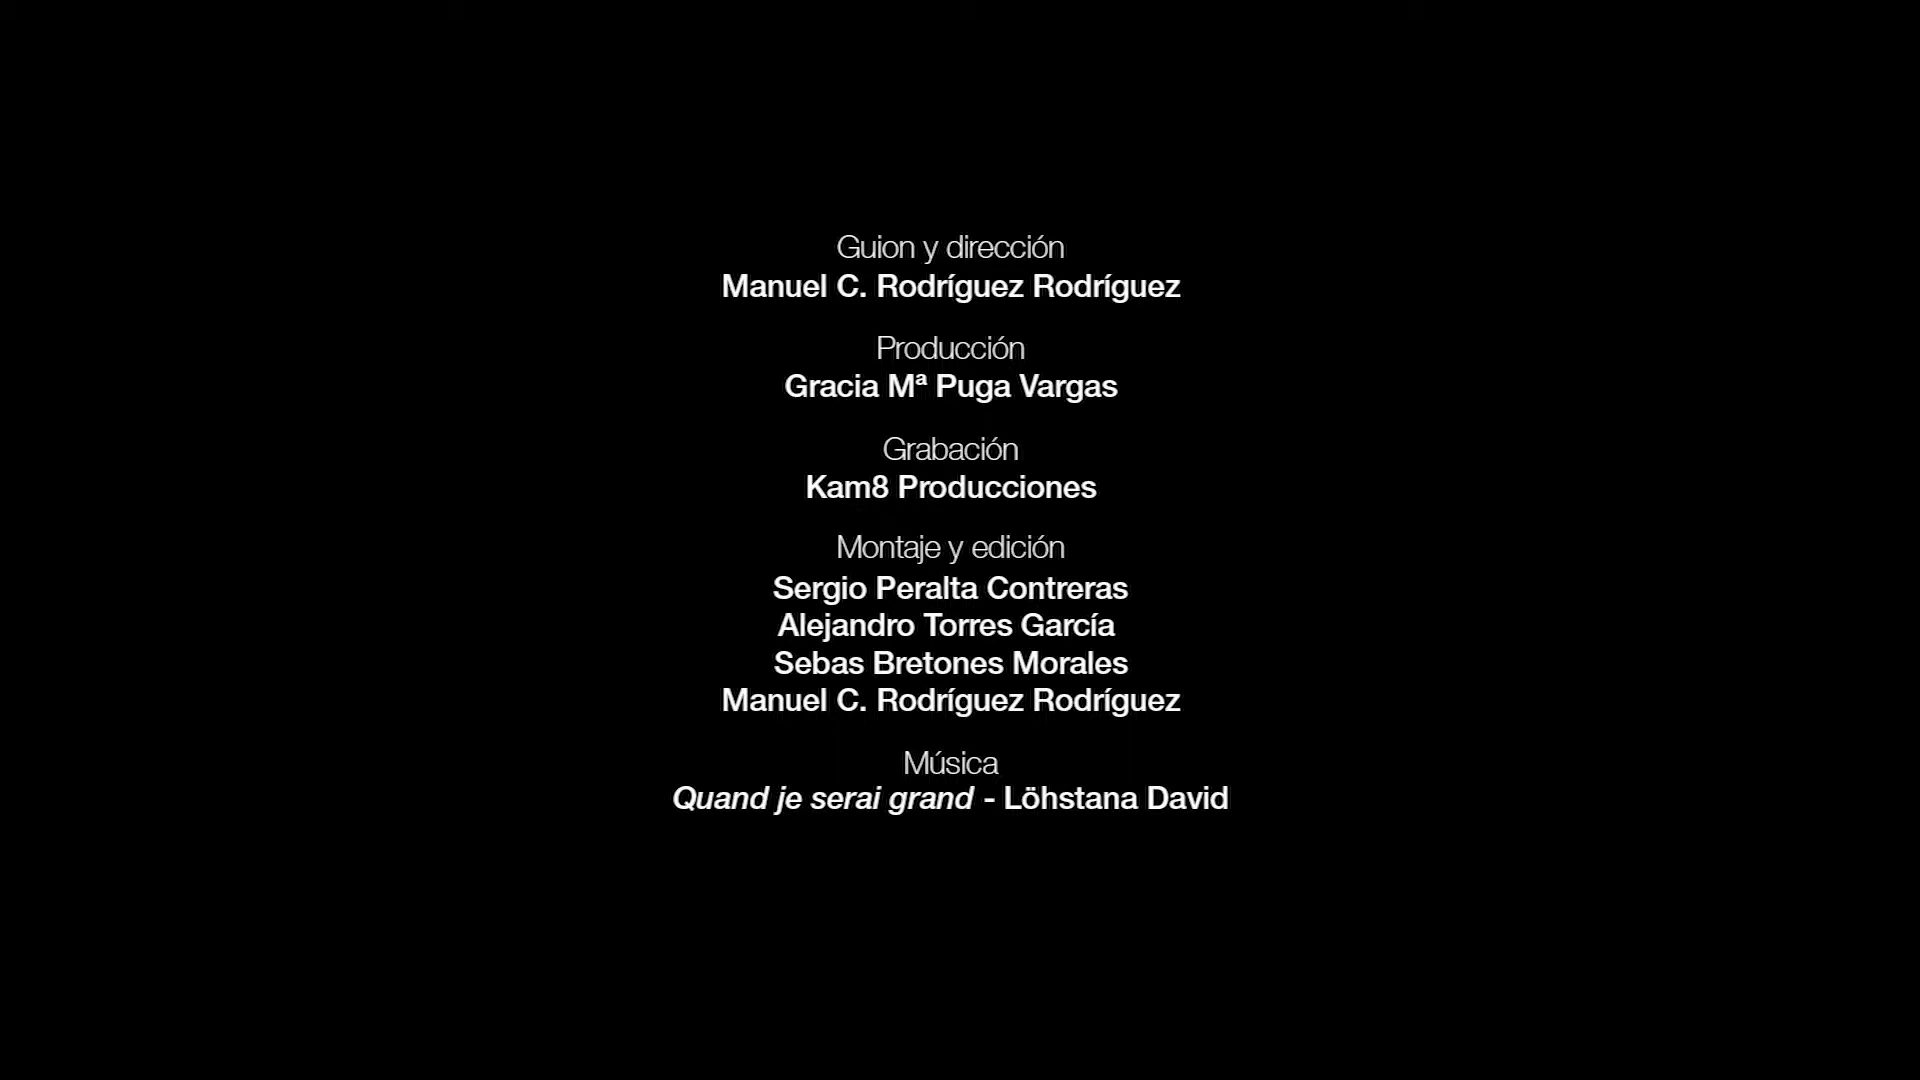 Guion y dirección
Manuel C. Rodríguez Rodríguez
Producción
Gracia Mª Puga Vargas
Grabación
Kam8 Producciones
Montaje y edición
Sergio Peralta Contreras
Alejandro Torres García
Sebas Bretones Morales
Manuel C. Rodríguez Rodríguez
Música
Quand je serai grand - Löhstana David